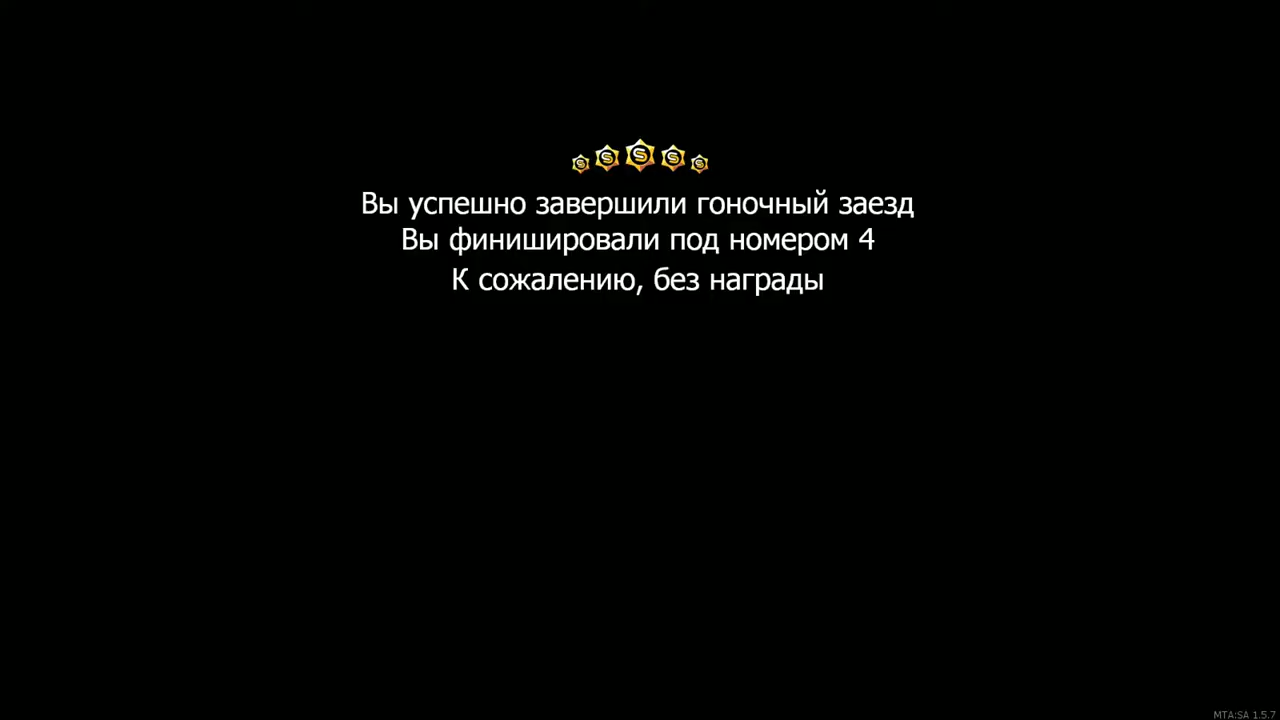 Вы успешно завершили гоночный заезд
Вы финишировали под номером 4
К сожалению, без награды
MTA:SA 1.5.7